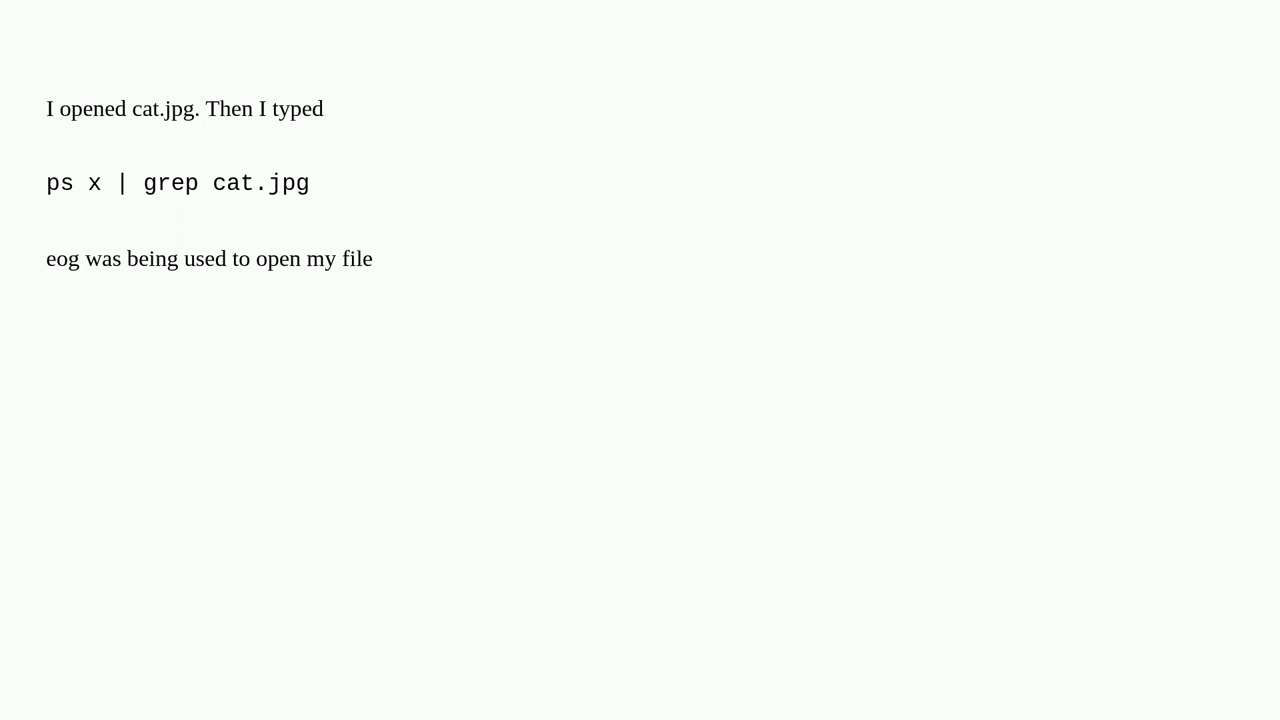 I opened cat.jpg. Then I typed
ps x | grep cat.jpg
eog was being used to open my file